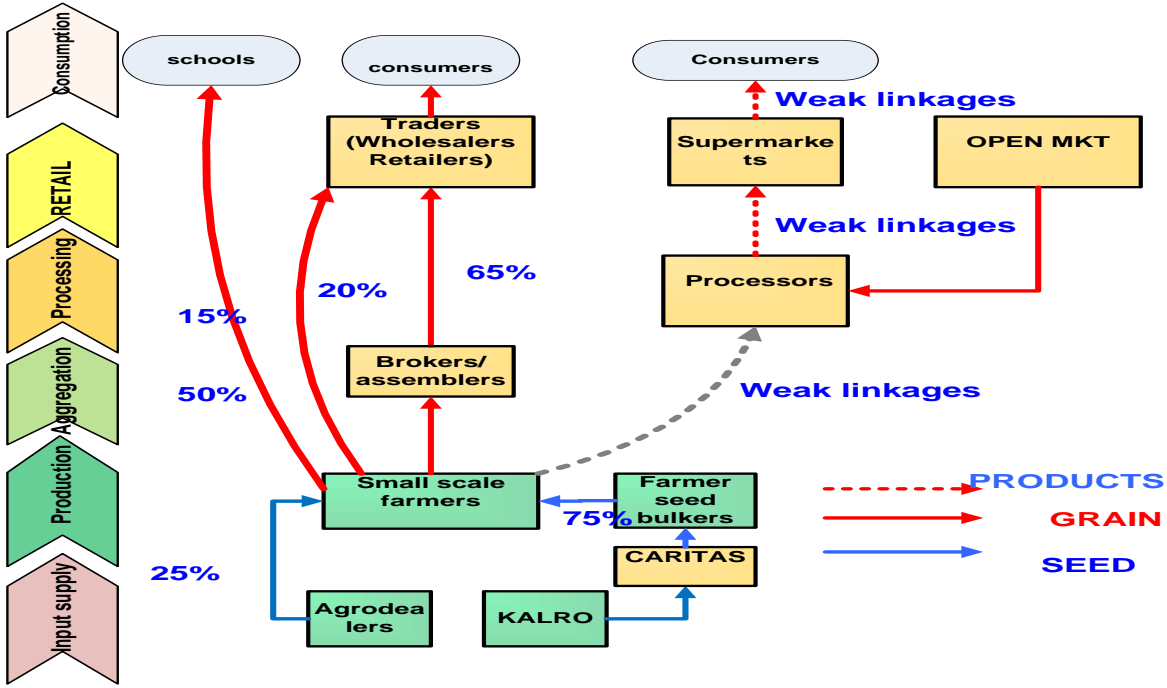 Consumption
RETAIL
Processing
Aggregation
Production
Input supply
schools
consumers
Consumers
Weak linkages
Traders
(Wholesalers
Retailers)
Supermarke
ts
OPEN MKT
Weak linkages
65%
20%
15%
Processors
Brokers/
assemblers
50%
Weak linkages
Small scale
farmers
Farmer
seed
bulkers
75%
PRODUCTS
GRAIN
SEED
CARITAS
25%
Agrodea
lers
KALRO